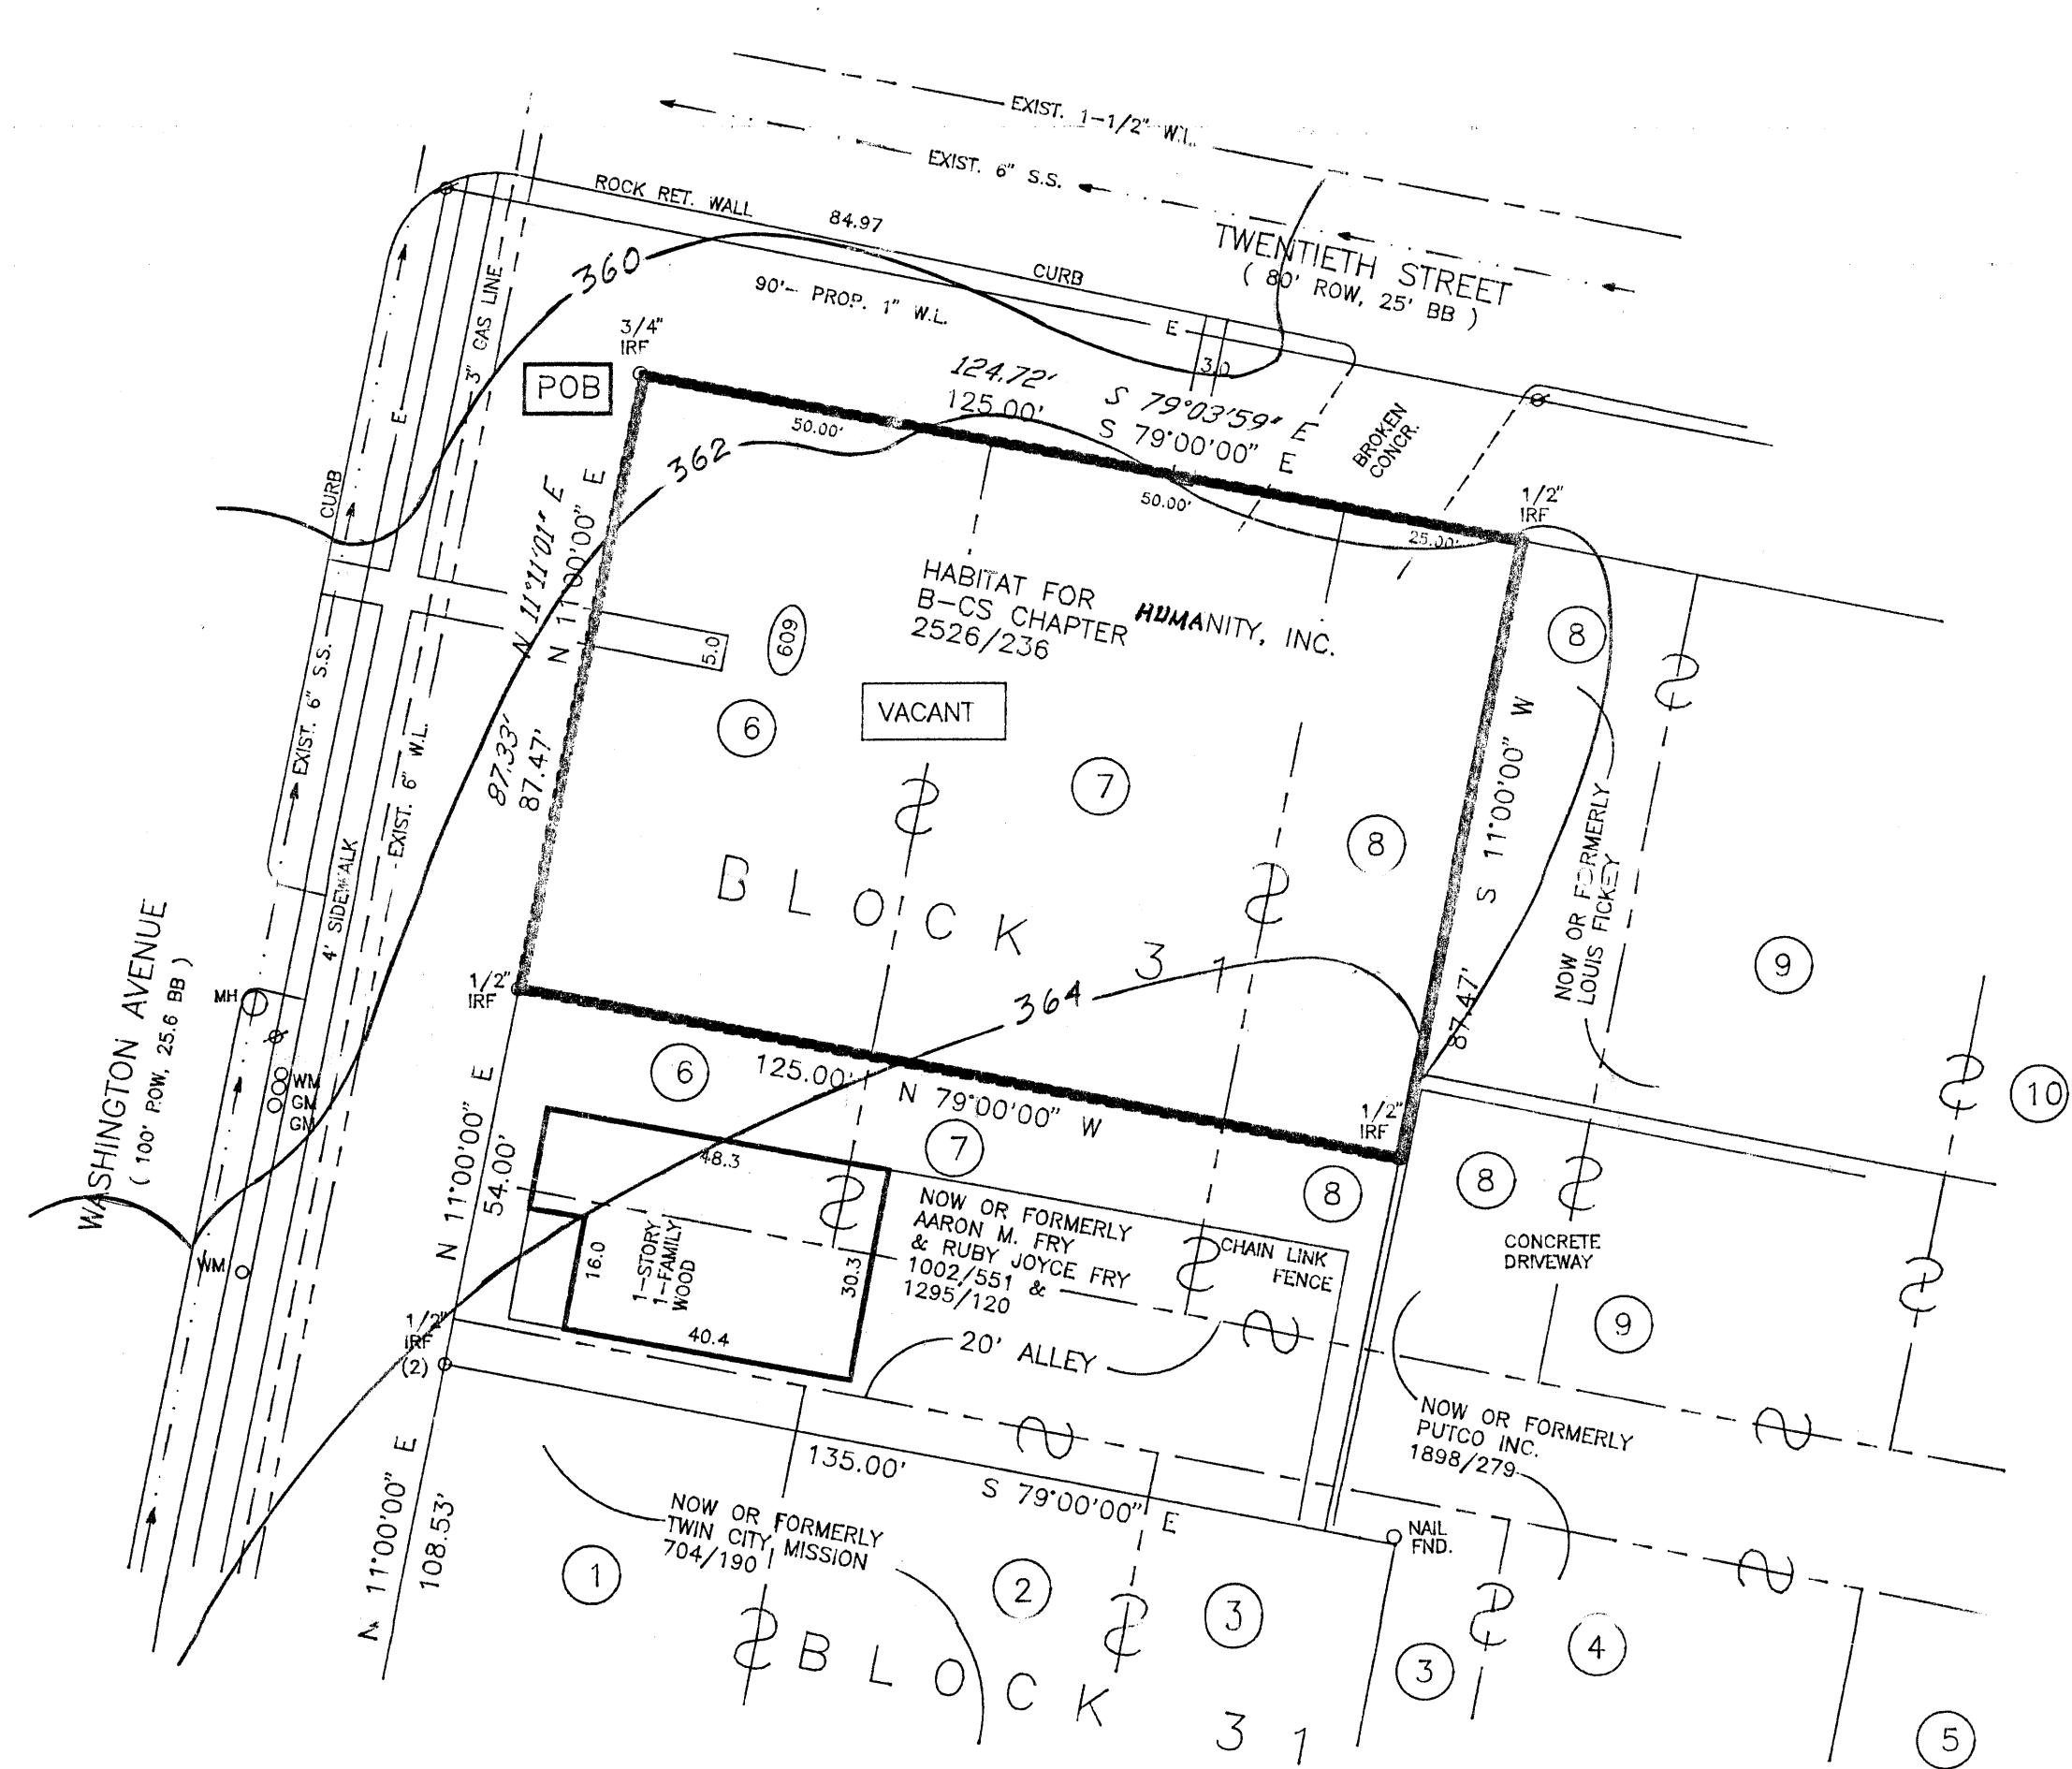 EXIST. 1-1/2" W.L.
EXIST. 6" S.S.
TWENTIETH STREET
( 80' ROW, 25' BB )
ROCK RET. WALL
84.97
CURB
360
90'- PROP. 1" W.L.
E
3.0
3" GAS LINE
E
CURB
3/4"
IRF
POB
124.72'
125.00'
S 79°03'59" E
S 79°00'00" E
50.00'
50.00'
25.00'
BROKEN
CONCR.
1/2"
IRF
362
N 11°11'01" E
N 11°00'00" E
87.33'
87.47'
HABITAT FOR HUMANITY, INC.
B-CS CHAPTER
2526/236
609
5.0
VACANT
6
7
8
8
S 11°00'00" W
87.47'
NOW OR FORMERLY
LOUIS FICKEY
9
10
BLOCK 31
364
EXIST. 6" S.S.
EXIST. 6" W.L.
4' SIDEWALK
WASHINGTON AVENUE
( 100' ROW, 25.6 BB )
MH
WM
GM
GM
WM
1/2"
IRF
125.00'
N 79°00'00" W
1/2"
IRF
6
7
8
8
N 11°00'00" E
54.00'
48.3
16.0
1-STORY
1-FAMILY
WOOD
30.3
40.4
NOW OR FORMERLY
AARON M. FRY
& RUBY JOYCE FRY
1002/551 &
1295/120
CHAIN LINK
FENCE
CONCRETE
DRIVEWAY
9
20' ALLEY
1/2"
IRF
(2)
135.00'
S 79°00'00" E
NOW OR FORMERLY
PUTCO INC.
1898/279
NAIL
FND.
N 11°00'00" E
108.53'
NOW OR FORMERLY
TWIN CITY MISSION
704/190
1
2
3
3
4
5
BLOCK 31